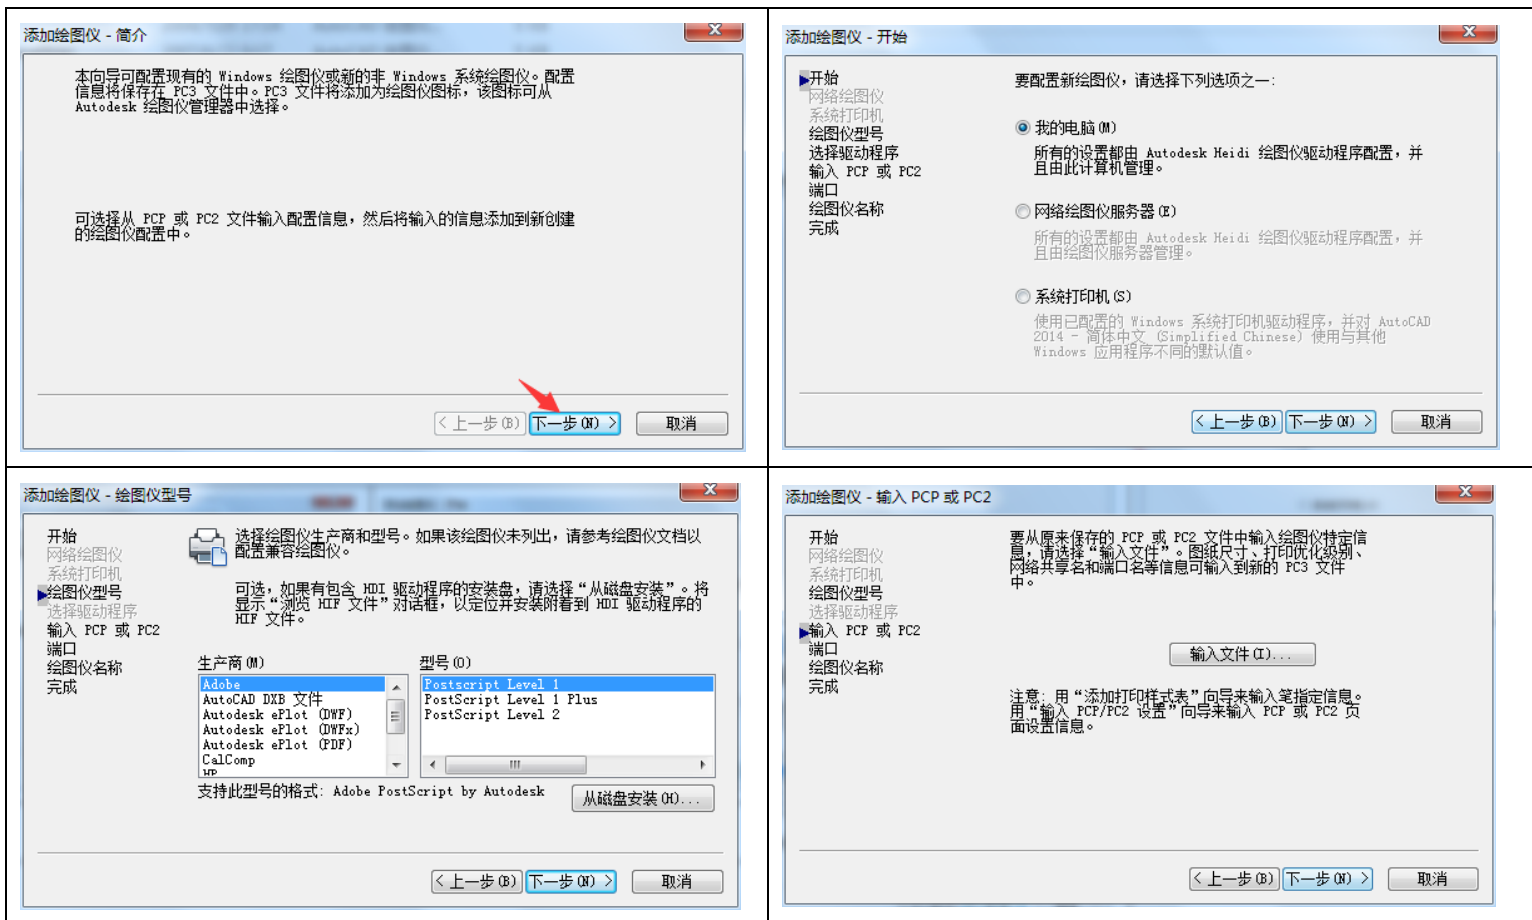 添加绘图仪 - 简介
本向导可配置现有的 Windows 绘图仪或新的非 Windows 系统绘图仪。配置
信息将保存在 PC3 文件中。PC3 文件将添加为绘图仪图标，该图标可从
Autodesk 绘图仪管理器中选择。
可选择从 PCP 或 PC2 文件输入配置信息，然后将输入的信息添加到新创建
的绘图仪配置中。
< 上一步(B)
下一步(N) >
取消
添加绘图仪 - 开始
开始
网络绘图仪
系统打印机
绘图仪型号
选择驱动程序
输入 PCP 或 PC2
端口
绘图仪名称
完成
要配置新绘图仪，请选择下列选项之一:
我的电脑(M)
所有的设置都由 Autodesk Heidi 绘图仪驱动程序配置，并
且由此计算机管理。
网络绘图仪服务器(E)
所有的设置都由 Autodesk Heidi 绘图仪驱动程序配置，并
且由绘图仪服务器管理。
系统打印机(S)
使用已配置的 Windows 系统打印机驱动程序，并对 AutoCAD
2014 - 简体中文 (Simplified Chinese) 使用与其他
Windows 应用程序不同的默认值。
< 上一步(B)
下一步(N) >
取消
添加绘图仪 - 绘图仪型号
开始
网络绘图仪
系统打印机
绘图仪型号
选择驱动程序
输入 PCP 或 PC2
端口
绘图仪名称
完成
选择绘图仪生产商和型号。如果该绘图仪未列出，请参考绘图仪文档以
配置兼容绘图仪。
可选，如果有包含 HDI 驱动程序的安装盘，请选择“从磁盘安装”。将
显示“浏览 HIF 文件”对话框，以定位并安装附着到 HDI 驱动程序的
HIF 文件。
生产商(M)
Adobe
AutoCAD DXB 文件
Autodesk ePlot (DWF)
Autodesk ePlot (DWFx)
Autodesk ePlot (PDF)
CalComp
HP
型号(O)
Postscript Level 1
PostScript Level 1 Plus
PostScript Level 2
支持此型号的格式: Adobe PostScript by Autodesk
从磁盘安装(H)...
< 上一步(B)
下一步(N) >
取消
添加绘图仪 - 输入 PCP 或 PC2
开始
网络绘图仪
系统打印机
绘图仪型号
选择驱动程序
输入 PCP 或 PC2
端口
绘图仪名称
完成
要从原来保存的 PCP 或 PC2 文件中输入绘图仪特定信
息，请选择“输入文件”。图纸尺寸、打印优化级别、
网络共享名和端口名等信息可输入到新的 PC3 文件
中。
输入文件(I)...
注意: 用“添加打印样式表”向导来输入笔指定信息。
用“输入 PCP/PC2 设置”向导来输入 PCP 或 PC2 页
面设置信息。
< 上一步(B)
下一步(N) >
取消